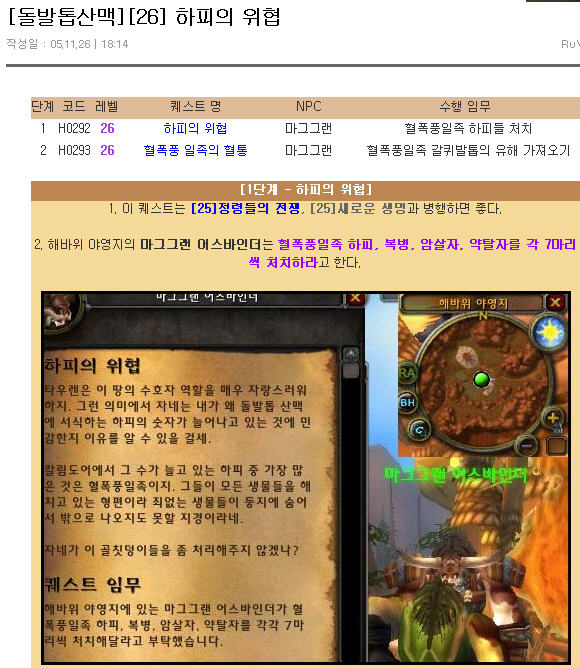 [돌발톱산맥][26] 하피의 위협
작성일 : 05,11,26 | 18:14
단계 코드 레벨 퀘스트 명 NPC 수행 임무
1 H0292 26 하피의 위협 마그그랜 혈폭풍일족 하피들 처치
2 H0293 26 혈폭풍 일족의 혈통 마그그랜 혈폭풍일족 갈퀴발톱의 유해 가져오기
[1단계 - 하피의 위협]
1. 이 퀘스트는 [25]정령들의 전쟁, [25]새로운 생명과 병행하면 좋다.
2. 해바위 야영지의 마그그랜 어스바인더는 혈폭풍일족 하피, 복병, 암살자, 약탈자를 각 7마리
씩 처치하라고 한다.
마그그랜 어스바인더
해바위 야영지
N
RA
BH
하피의 위협
타우렌은 이 땅의 수호자 역할을 매우 자랑스러워
하지. 그런 의미에서 자네는 내가 왜 돌발톱 산맥
에 서식하는 하피의 숫자가 늘어나고 있는 것에 민
감한지 이유를 알 수 있을 걸세.
칼림도어에서 그 수가 늘고 있는 하피 중 가장 많
은 것은 혈폭풍일족이지. 그들이 모든 생물들을 해
치고 있는 형편이라 죄없는 생물들이 둥지에 숨어
서 밖으로 나오지도 못할 지경이라네.
자네가 이 골칫덩이들을 좀 처리해주지 않겠나?
퀘스트 임무
해바위 야영지에 있는 마그그랜 어스바인더가 혈
폭풍일족 하피, 복병, 암살자, 약탈자를 각각 7마
리씩 처치해달라고 부탁했습니다.
마그그랜 어스바인더